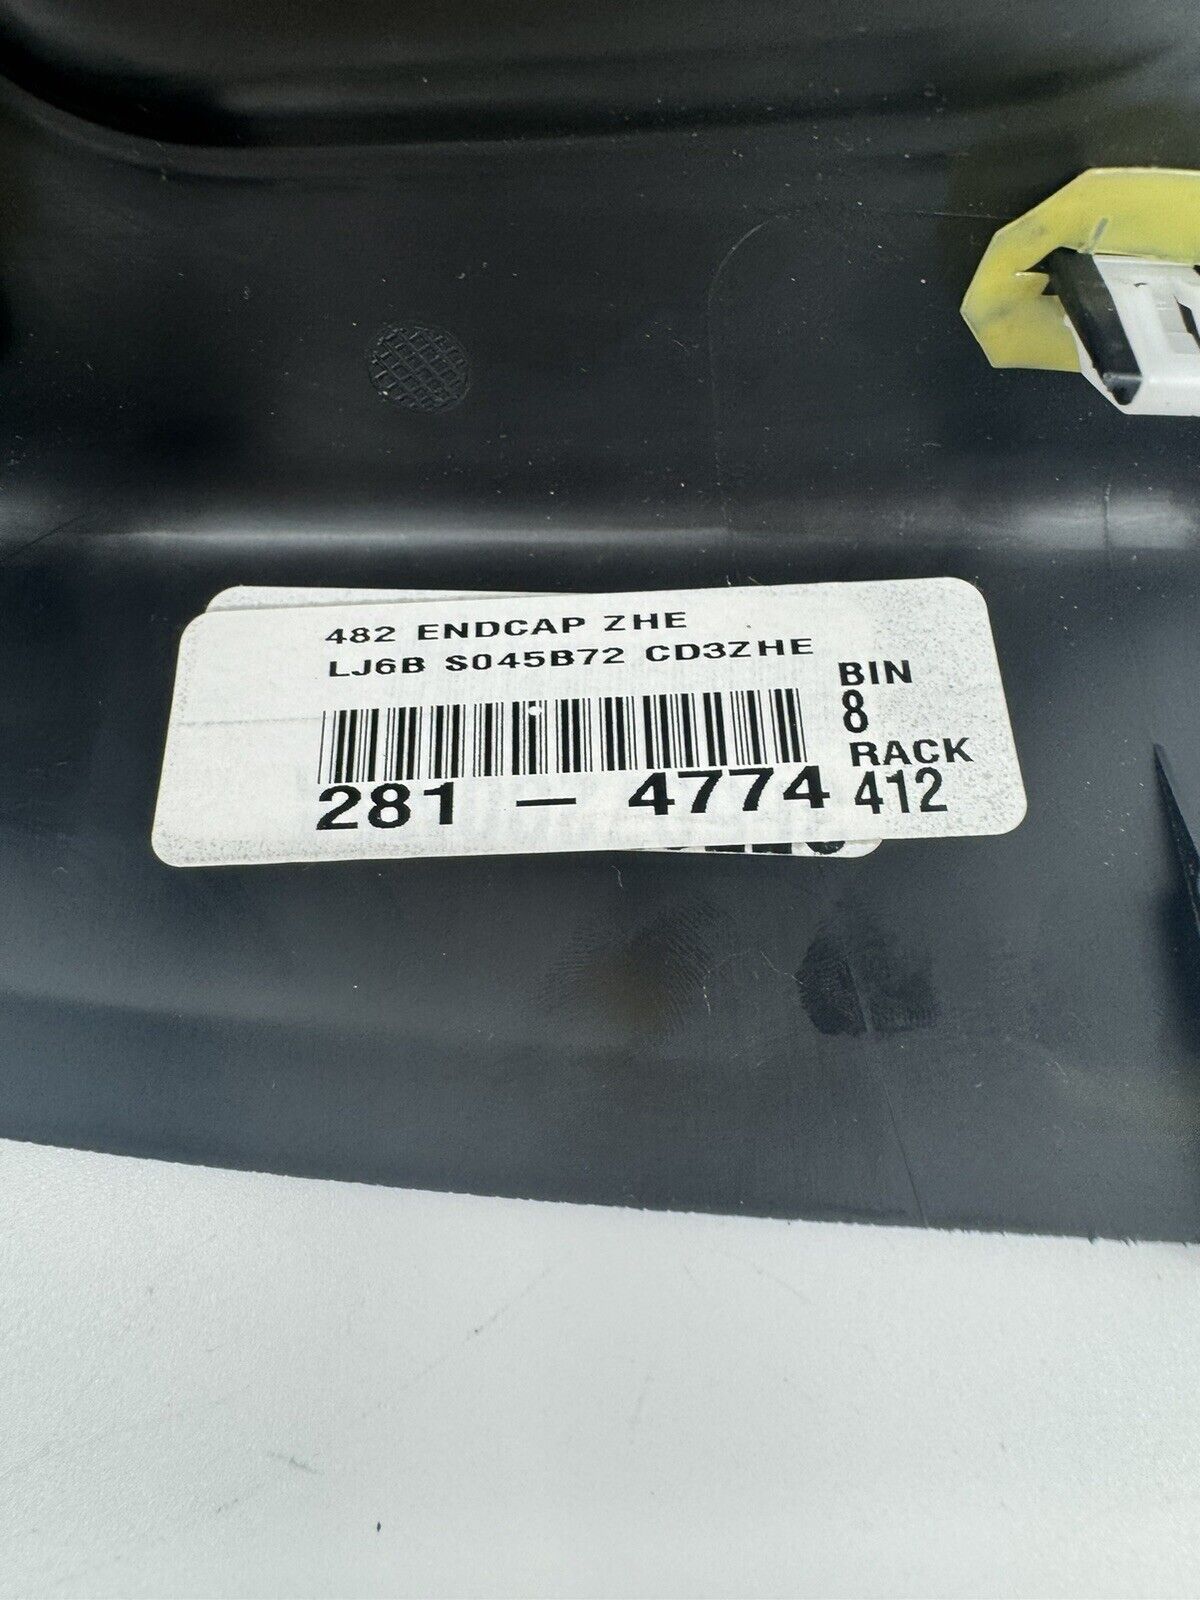 482 ENDCAP ZHE
LJ6B S045B72 CD3ZHE
BIN
8
RACK
412
281 - 4774